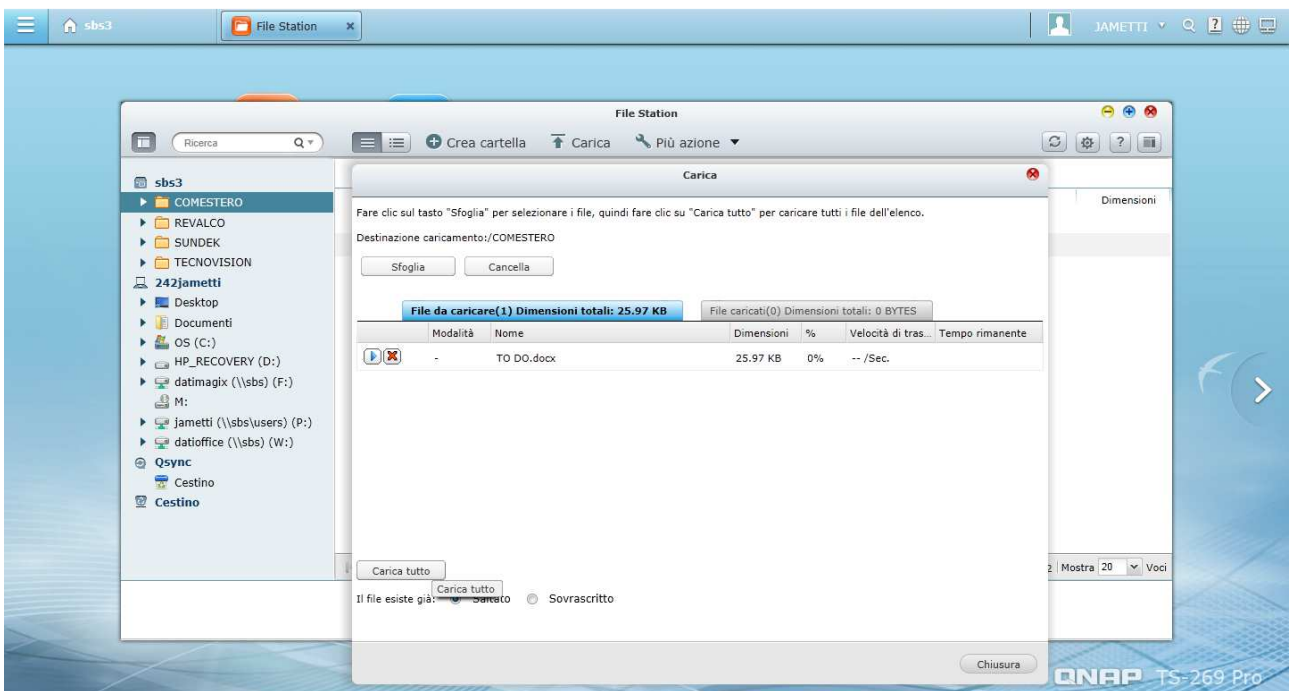 sbs3 File Station JAMETTI
File Station
Ricerca Crea cartella Carica Più azione
Carica
sbs3
COMESTERO
REVALCO
SUNDEK
TECNOVISION
242jametti
Desktop
Documenti
OS (C:)
HP_RECOVERY (D:)
datimagix (\\sbs) (F:)
M:
jametti (\\sbs\users) (P:)
datioffice (\\sbs) (W:)
Qsync
Cestino
Cestino
Dimensioni
Fare clic sul tasto "Sfoglia" per selezionare i file, quindi fare clic su "Carica tutto" per caricare tutti i file dell'elenco.
Destinazione caricamento:/COMESTERO
Sfoglia Cancella
File da caricare(1) Dimensioni totali: 25.97 KB File caricati(0) Dimensioni totali: 0 BYTES
Modalità Nome Dimensioni % Velocità di tras... Tempo rimanente
- TO DO.docx 25.97 KB 0% -- /Sec.
Carica tutto
Carica tutto
Il file esiste già: Saltato Sovrascritto
2 Mostra 20 Voci
Chiusura
QNAP TS-269 Pro